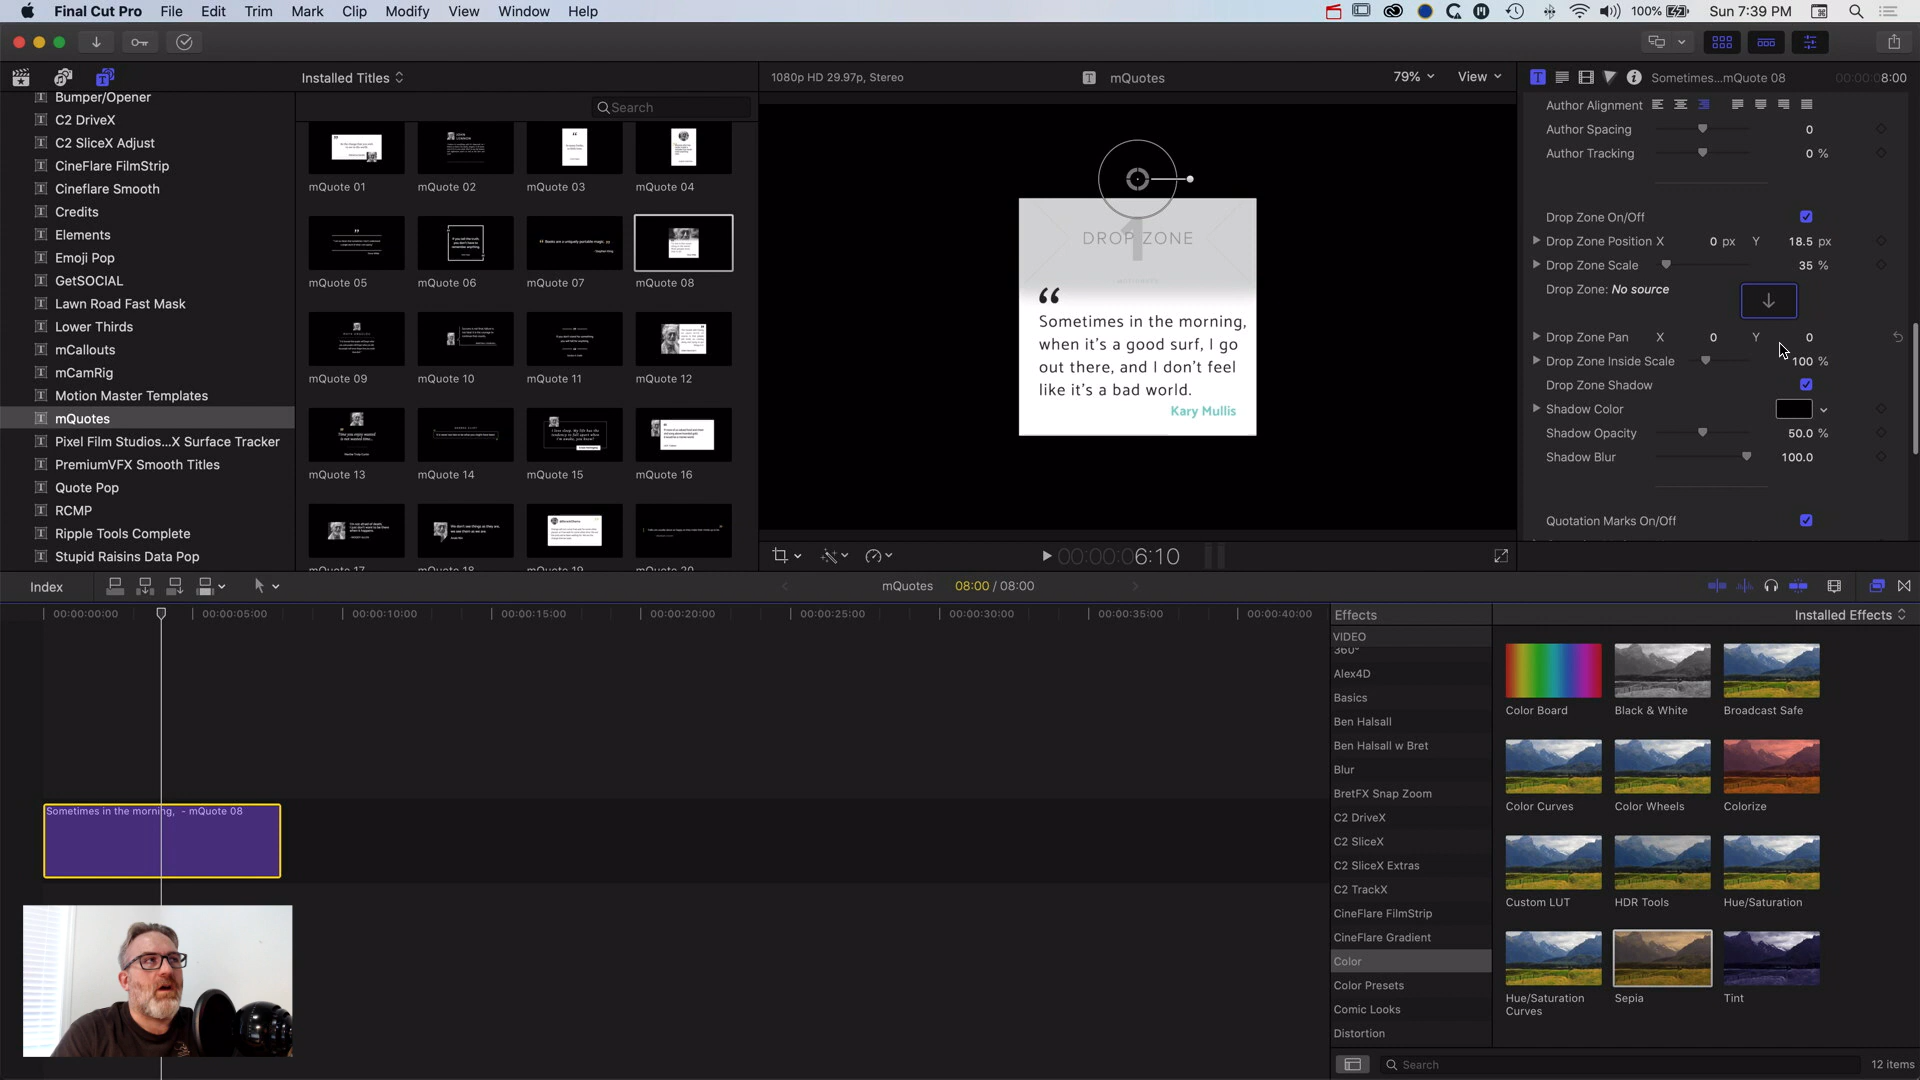 Final Cut Pro File Edit Trim Mark Clip Modify View Window Help 100% Sun 7:39 PM
Installed Titles
1080p HD 29.97p, Stereo mQuotes 79% View
Sometimes...mQuote 08 00:00:08:00
Search
Bumper/Opener
C2 DriveX
C2 SliceX Adjust
CineFlare FilmStrip
Cineflare Smooth
Credits
Elements
Emoji Pop
GetSOCIAL
Lawn Road Fast Mask
Lower Thirds
mCallouts
mCamRig
Motion Master Templates
mQuotes
Pixel Film Studios...X Surface Tracker
PremiumVFX Smooth Titles
Quote Pop
RCMP
Ripple Tools Complete
Stupid Raisins Data Pop
mQuote 01 mQuote 02 mQuote 03 mQuote 04
mQuote 05 mQuote 06 mQuote 07 mQuote 08
mQuote 09 mQuote 10 mQuote 11 mQuote 12
mQuote 13 mQuote 14 mQuote 15 mQuote 16
mQuote 17 mQuote 18 mQuote 19 mQuote 20
1
DROP ZONE
“
Sometimes in the morning,
when it's a good surf, I go
out there, and I don't feel
like it's a bad world.
Kary Mullis
00:00:00:06:10
Author Alignment
Author Spacing 0
Author Tracking 0 %
Drop Zone On/Off
Drop Zone Position X 0 px Y 18.5 px
Drop Zone Scale 35 %
Drop Zone: No source
Drop Zone Pan X 0 Y 0
Drop Zone Inside Scale 100 %
Drop Zone Shadow
Shadow Color
Shadow Opacity 50.0 %
Shadow Blur 100.0
Quotation Marks On/Off
Index mQuotes 08:00 / 08:00
00:00:00:00 00:00:05:00 00:00:10:00 00:00:15:00 00:00:20:00 00:00:25:00 00:00:30:00 00:00:35:00 00:00:40:00
Sometimes in the morning, - mQuote 08
Effects Installed Effects
VIDEO
360°
Alex4D
Basics
Ben Halsall
Ben Halsall w Bret
Blur
BretFX Snap Zoom
C2 DriveX
C2 SliceX
C2 SliceX Extras
C2 TrackX
CineFlare FilmStrip
CineFlare Gradient
Color
Color Presets
Comic Looks
Distortion
Color Board Black & White Broadcast Safe
Color Curves Color Wheels Colorize
Custom LUT HDR Tools Hue/Saturation
Hue/Saturation Curves Sepia Tint
Search 12 items